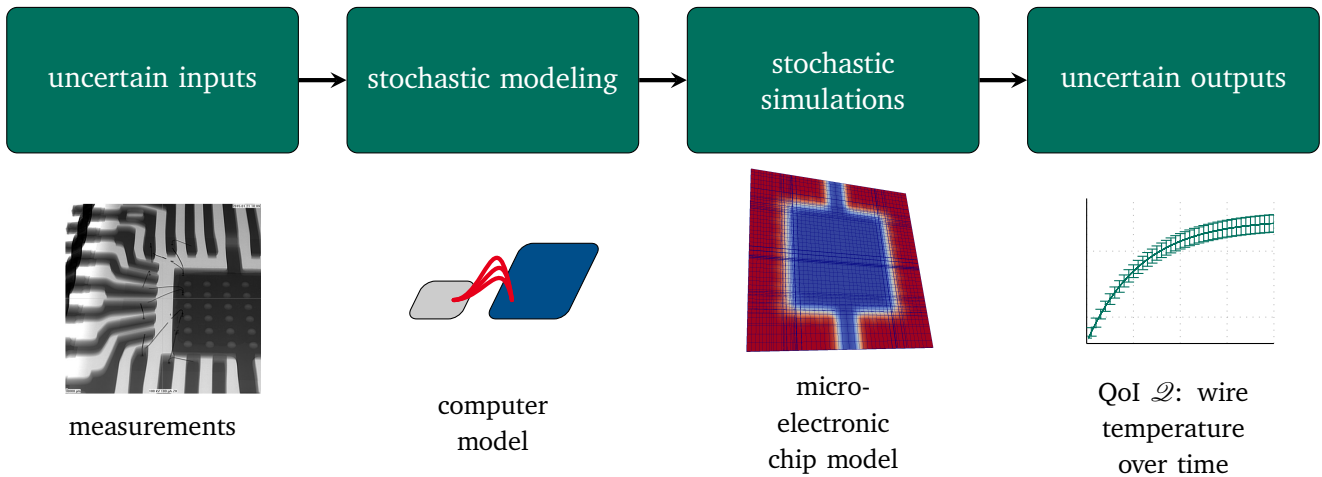 uncertain inputs
stochastic modeling
stochastic
simulations
uncertain outputs
measurements
computer
model
micro-
electronic
chip model
QoI 𝒬: wire
temperature
over time